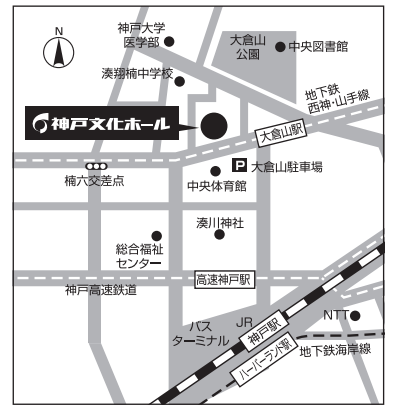 N
神戸大学
医学部
大倉山
公園
中央図書館
湊翔楠中学校
地下鉄
西神・山手線
神戸文化ホール
大倉山駅
P 大倉山駐車場
楠六交差点
中央体育館
湊川神社
総合福祉
センター
高速神戸駅
神戸高速鉄道
バス
ターミナル
JR
神戸駅
NTT
ハーバーランド駅
地下鉄海岸線